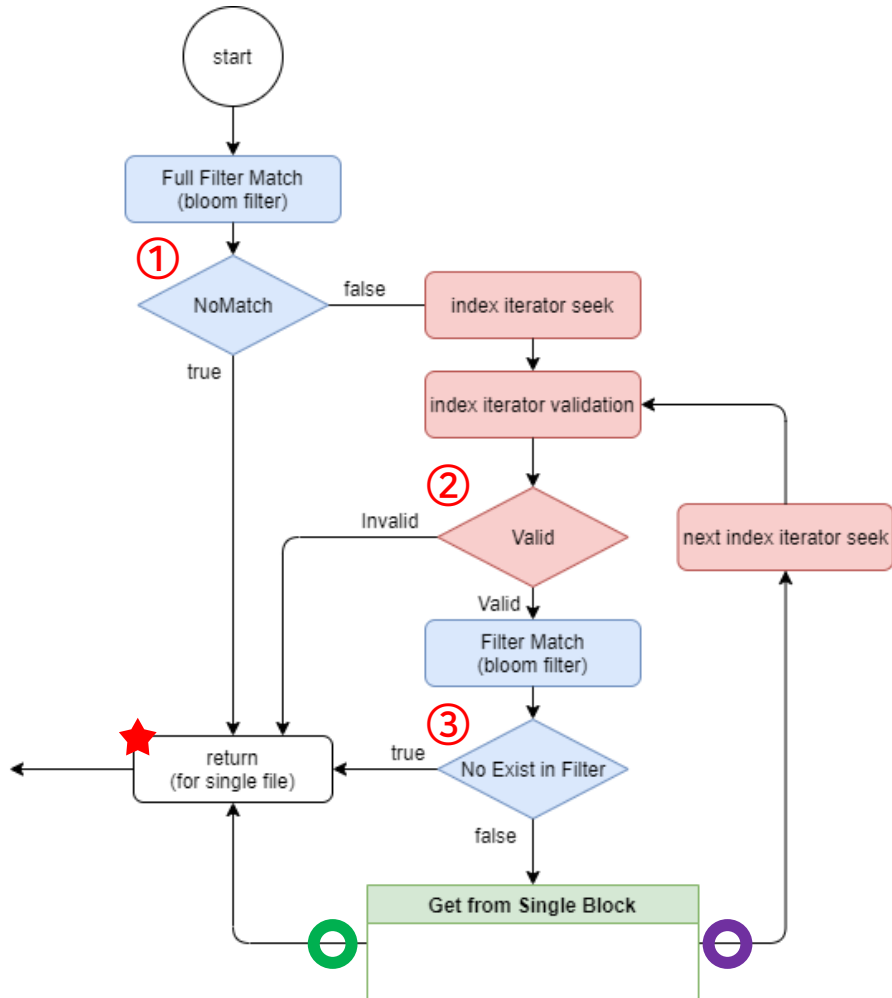 start
Full Filter Match
(bloom filter)
①
NoMatch
false
index iterator seek
true
index iterator validation
②
Invalid
Valid
next index iterator seek
Valid
Filter Match
(bloom filter)
③
return
(for single file)
true
No Exist in Filter
false
Get from Single Block